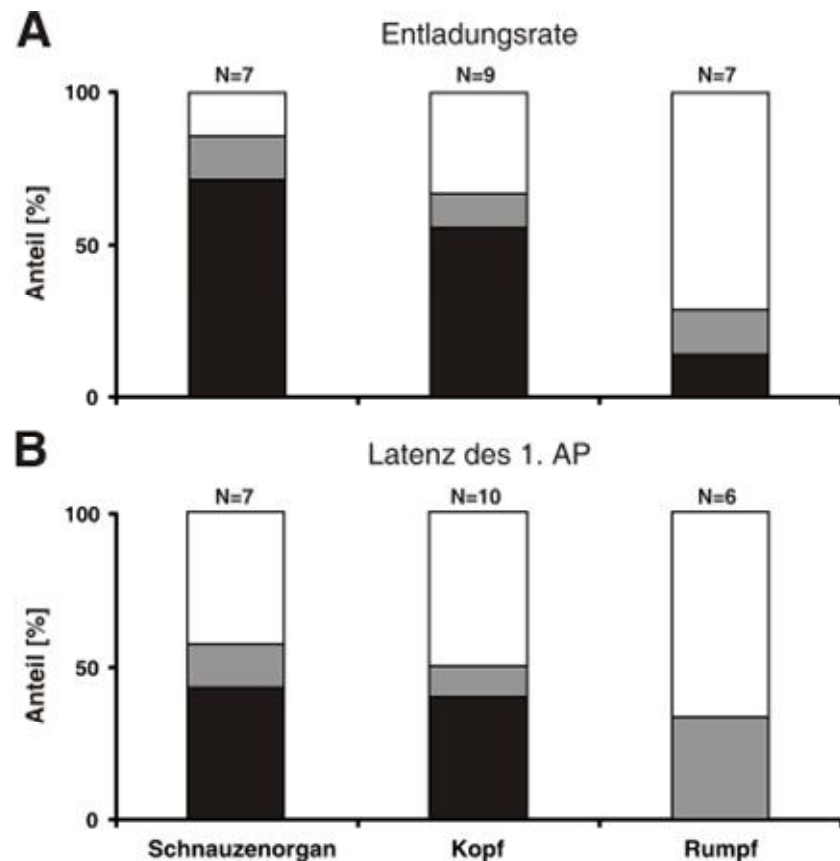 A
Entladungsrate
N=7
N=9
N=7
100
50
0
Anteil [%]
B
Latenz des 1. AP
N=7
N=10
N=6
100
50
0
Anteil [%]
Schnauzenorgan
Kopf
Rumpf